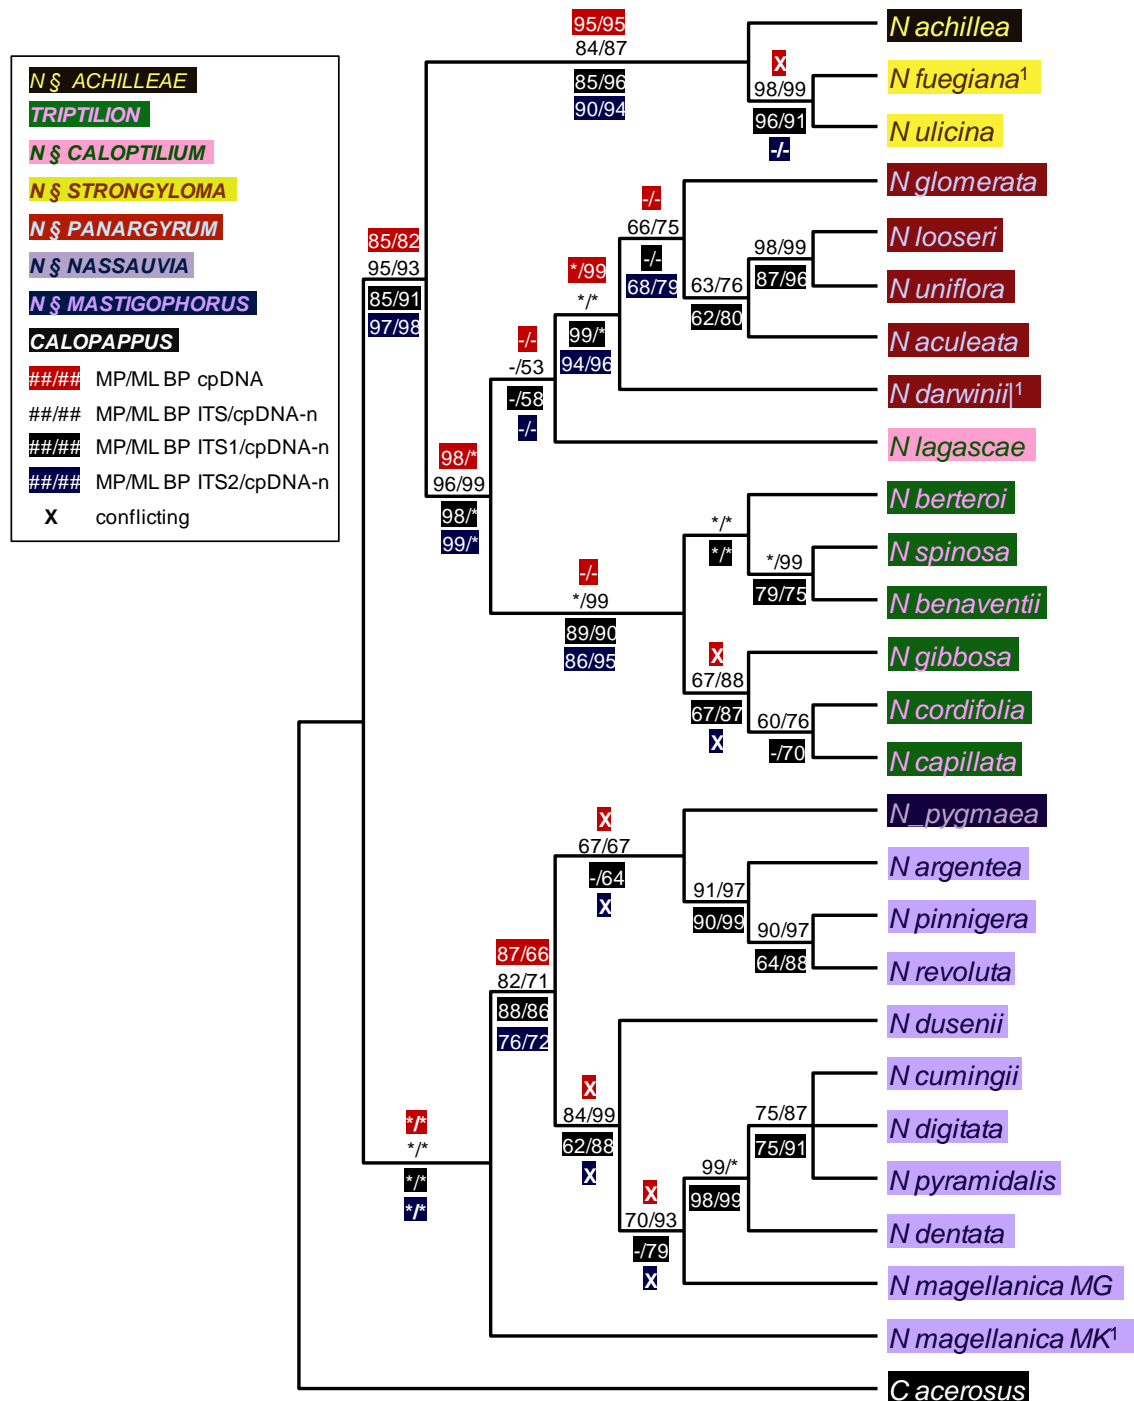 N § ACHILLEAE
TRIPTILION
N § CALOPTILIUM
N § STRONGYLOMA
N § PANARGYRUM
N § NASSAUVIA
N § MASTIGOPHORUS
CALOPAPPUS
##/## MP/ML BP cpDNA
##/## MP/ML BP ITS/cpDNA-n
##/## MP/ML BP ITS1/cpDNA-n
##/## MP/ML BP ITS2/cpDNA-n
X conflicting
95/95
84/87
85/96
90/94
N achillea
X
98/99
96/91
-/-
N fuegiana¹
N ulicina
85/82
95/93
85/91
97/98
-/-
66/75
-/-
68/79
N glomerata
98/99
87/96
N looseri
N uniflora
63/76
62/80
N aculeata
*/99
*/*
99/*
94/96
N darwinii|¹
-/-
-/53
-/58
-/-
N lagascae
98/*
96/99
98/*
99/*
*/*
*/*
N berteroi
*/99
79/75
N spinosa
N benaventii
-/-
*/99
89/90
86/95
X
67/88
67/87
X
N gibbosa
60/76
-/70
N cordifolia
N capillata
X
67/67
-/64
X
N_pygmaea
91/97
90/99
N argentea
90/97
64/88
N pinnigera
N revoluta
87/66
82/71
88/86
76/72
N dusenii
X
84/99
62/88
X
75/87
75/91
N cumingii
N digitata
N pyramidalis
99/*
98/99
N dentata
X
70/93
-/79
X
N magellanica MG
*/*
*/*
*/*
*/*
N magellanica MK¹
C acerosus